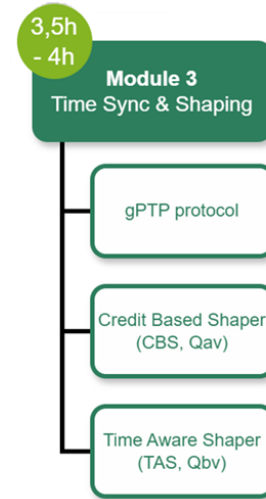 3,5h
- 4h
Module 3
Time Sync & Shaping
gPTP protocol
Credit Based Shaper
(CBS, Qav)
Time Aware Shaper
(TAS, Qbv)